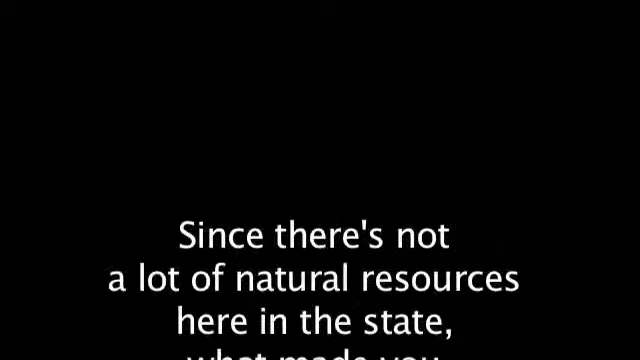 Since there's not
a lot of natural resources
here in the state,
what made you